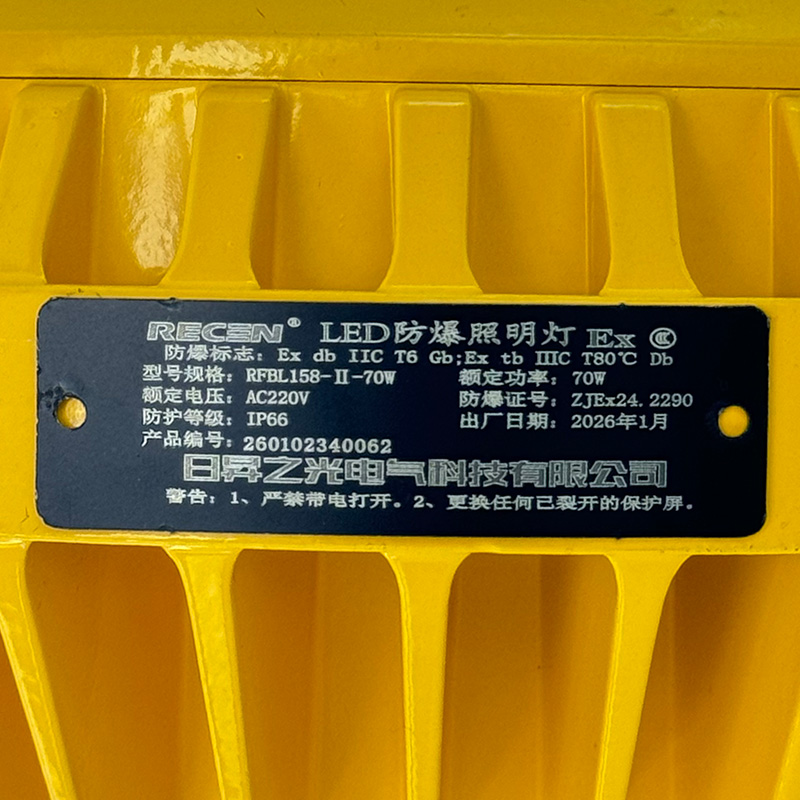 RECEN® LED防爆照明灯 Ex CCC
防爆标志: Ex db IIC T6 Gb;Ex tb IIIC T80℃ Db
型号规格: RFBL158-II-70W 额定功率: 70W
额定电压: AC220V 防爆证号: ZJEx24.2290
防护等级: IP66 出厂日期: 2026年1月
产品编号: 260102340062
日昇之光电气科技有限公司
警告: 1、严禁带电打开。2、更换任何已裂开的保护屏。